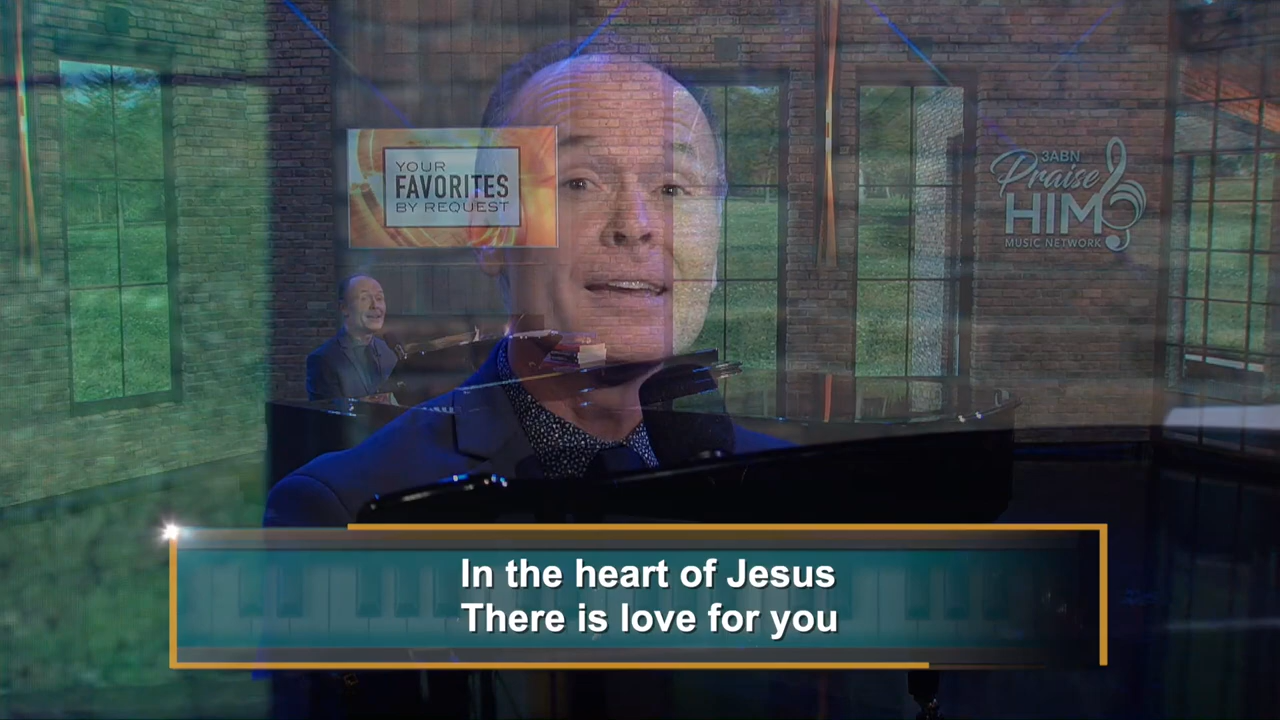 YOUR
FAVORITES
BY REQUEST
3ABN
Praise
HIM
MUSIC NETWORK
In the heart of Jesus
There is love for you